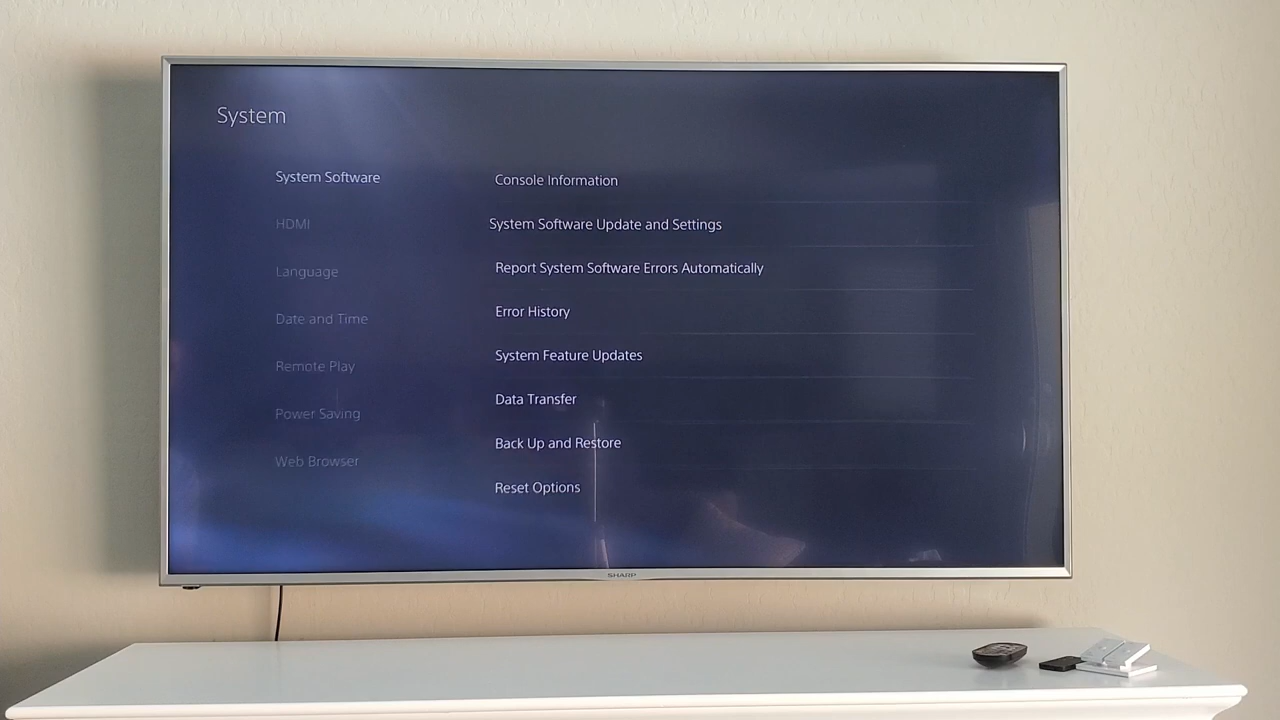 System
System Software
HDMI
Language
Date and Time
Remote Play
Power Saving
Web Browser
Console Information
System Software Update and Settings
Report System Software Errors Automatically
Error History
System Feature Updates
Data Transfer
Back Up and Restore
Reset Options
SHARP